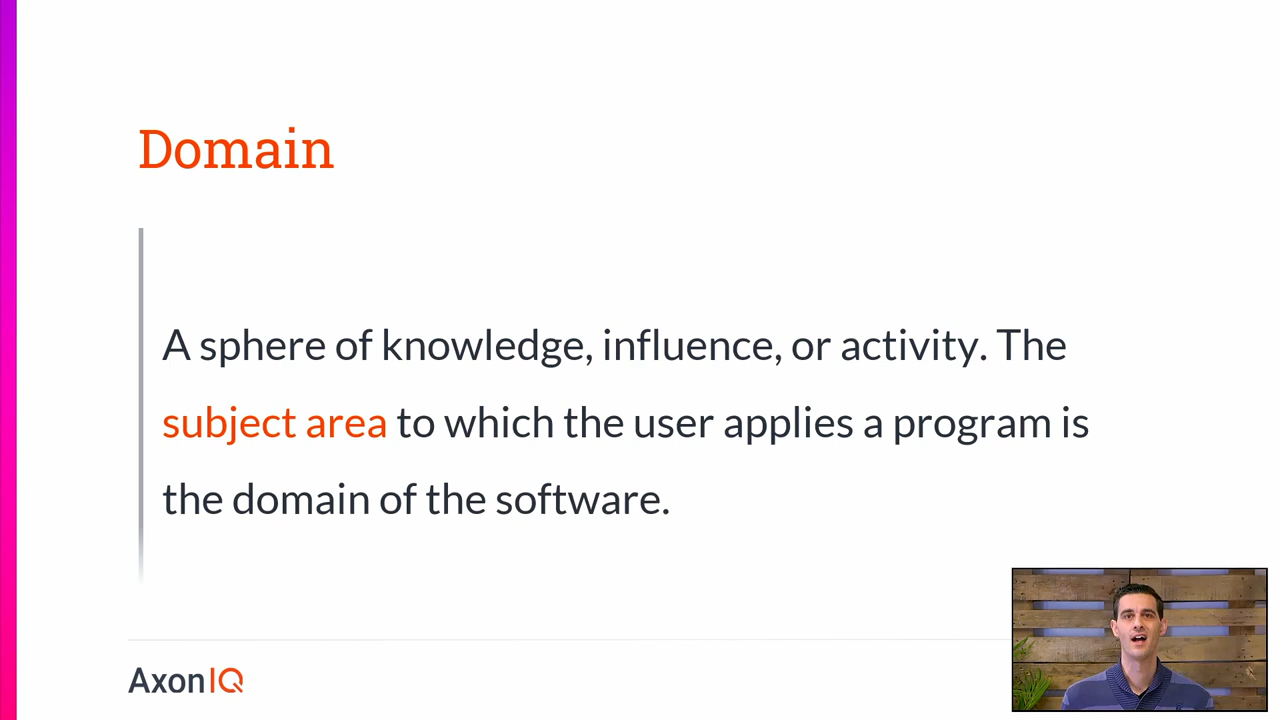 Domain
A sphere of knowledge, influence, or activity. The
subject area to which the user applies a program is
the domain of the software.
AxonIQ